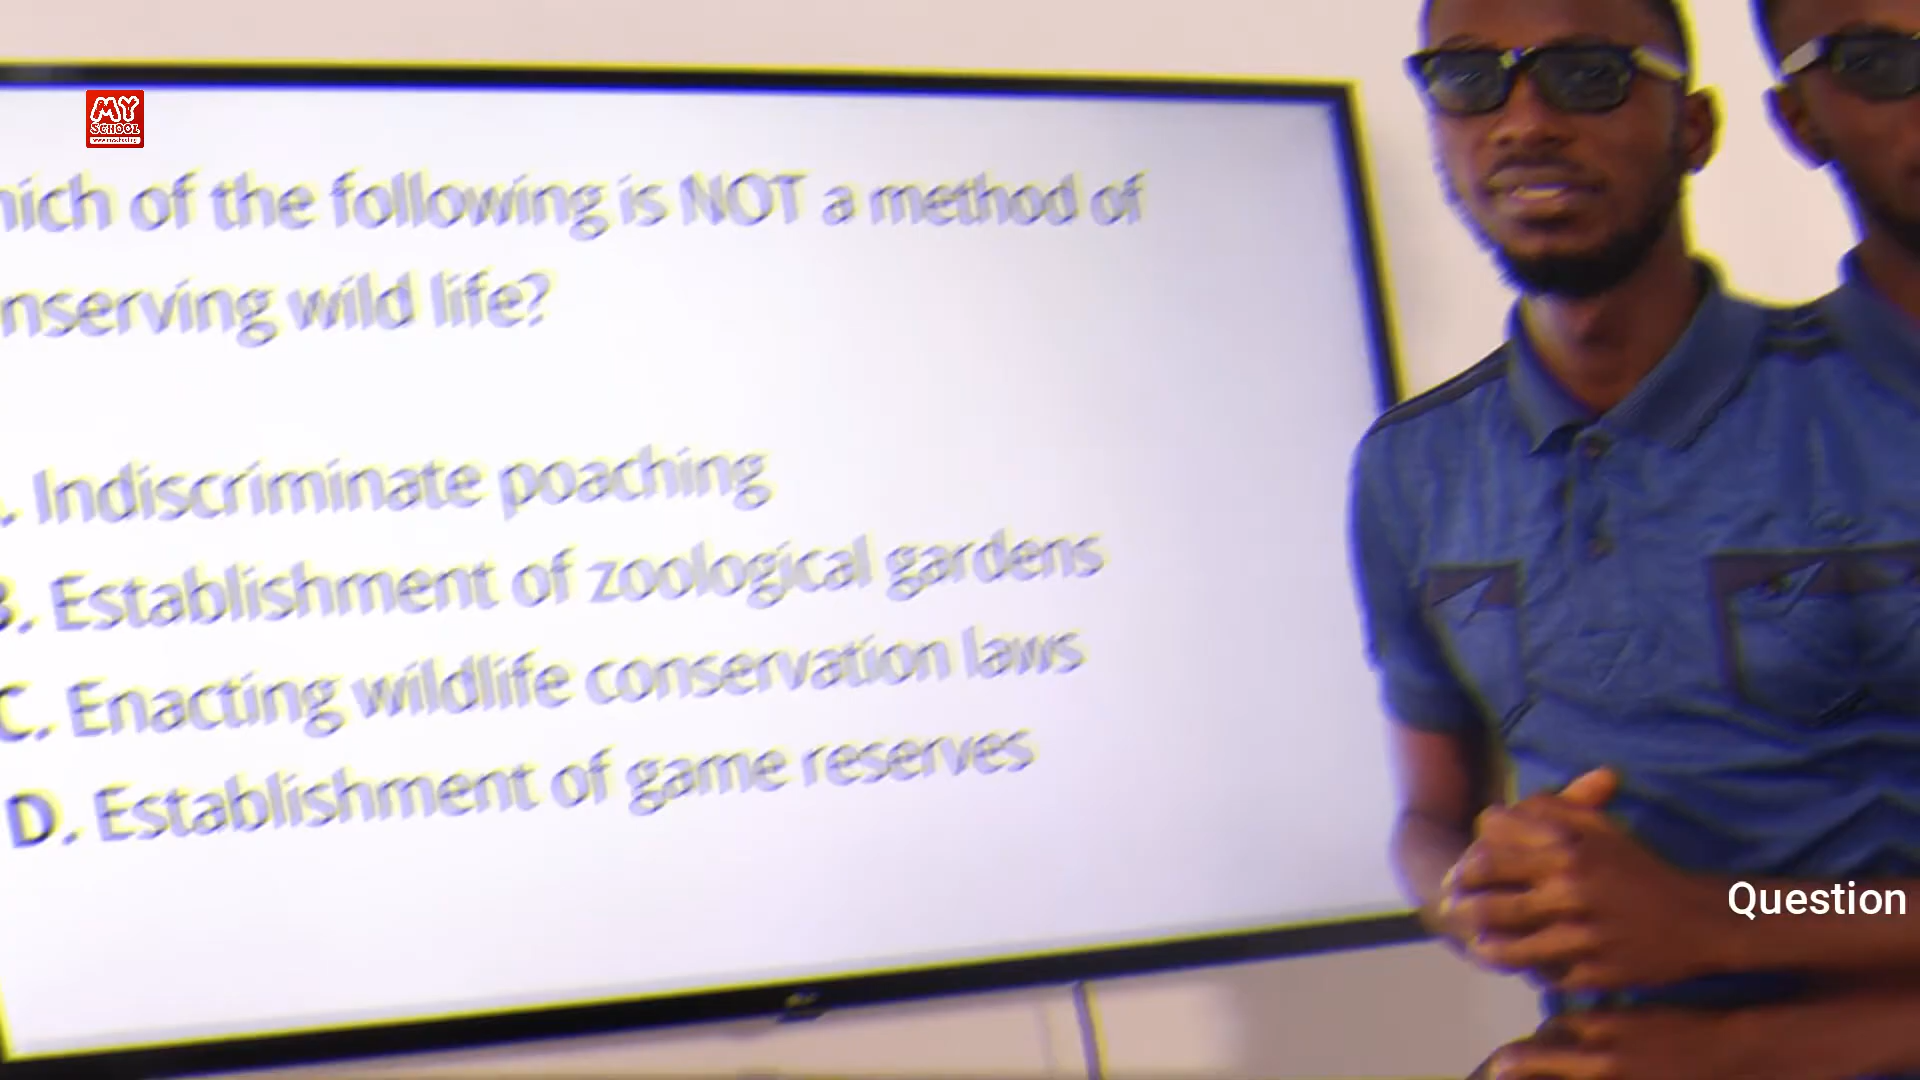 MY
SCHOOL
hich of the following is NOT a method of
nserving wild life?
. Indiscriminate poaching
B. Establishment of zoological gardens
C. Enacting wildlife conservation laws
D. Establishment of game reserves
Question